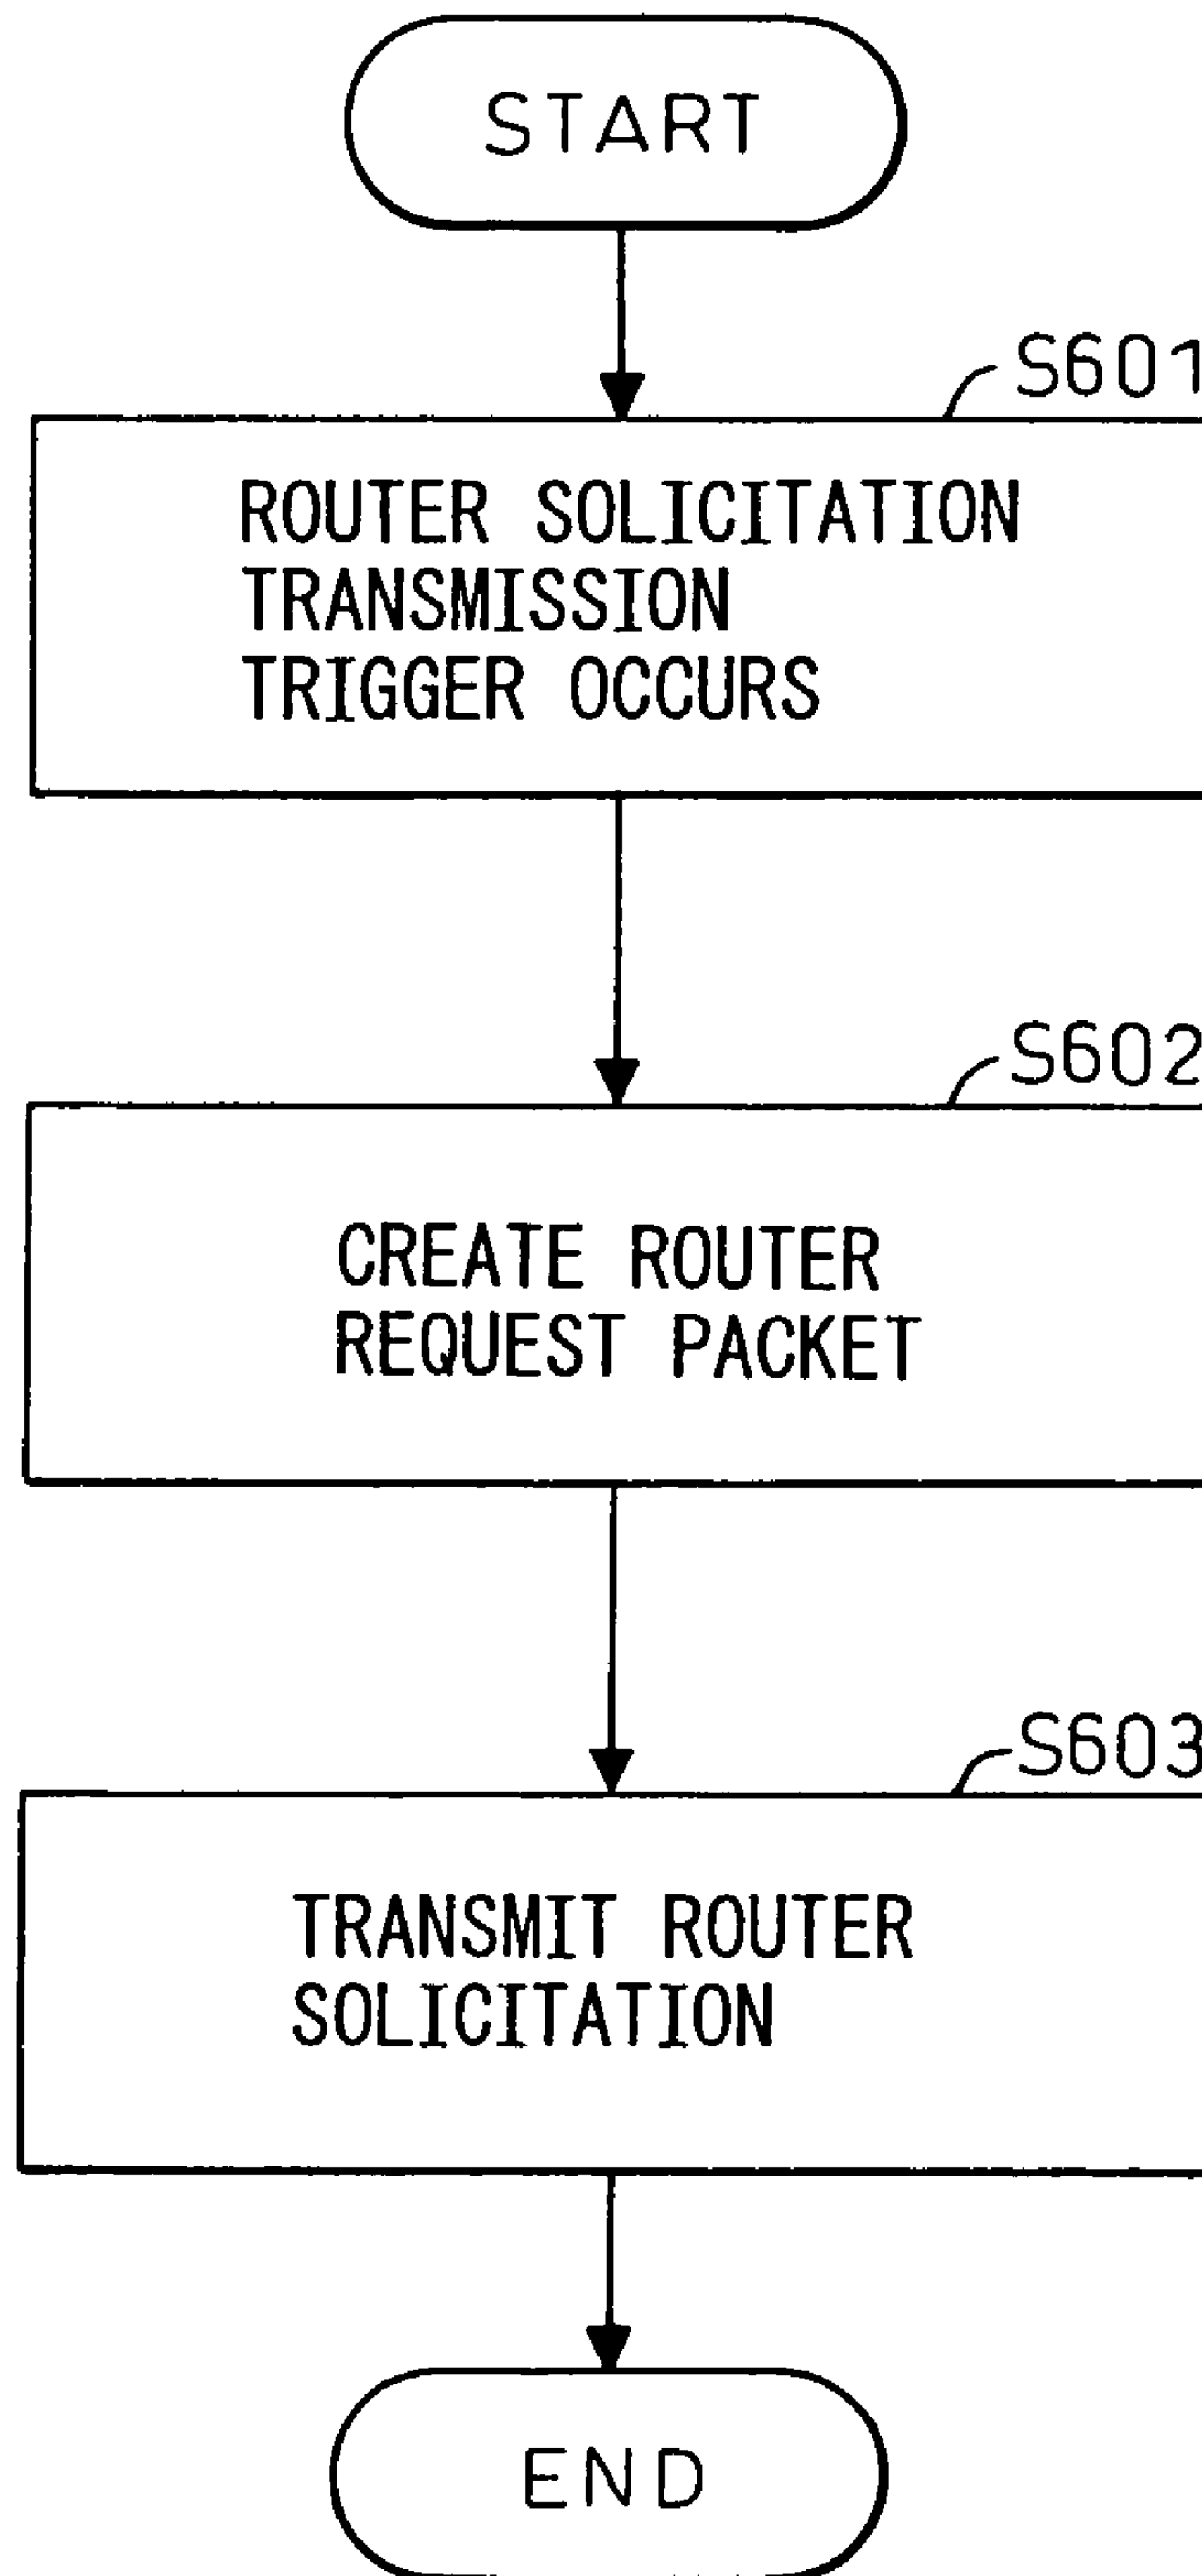 START
S601
ROUTER SOLICITATION
TRANSMISSION
TRIGGER OCCURS
S602
CREATE ROUTER
REQUEST PACKET
S603
TRANSMIT ROUTER
SOLICITATION
END